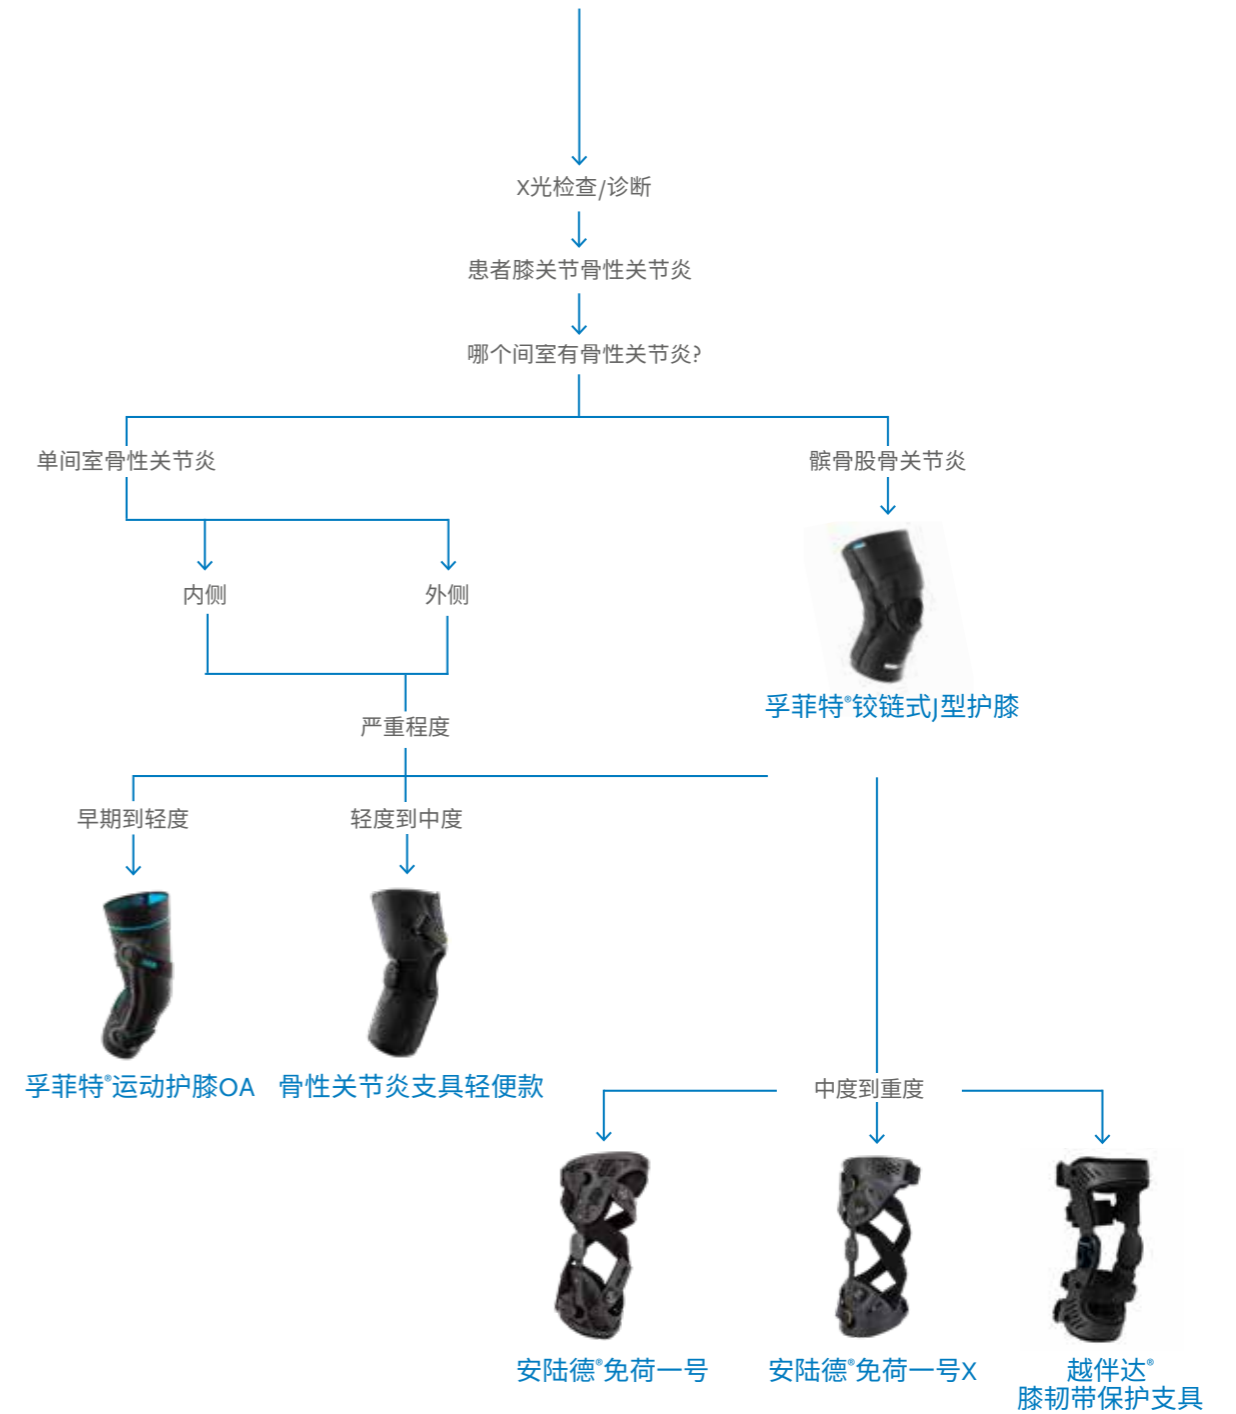 X光检查/诊断
患者膝关节骨性关节炎
哪个间室有骨性关节炎?
单间室骨性关节炎
髌骨股骨关节炎
内侧
外侧
孚菲特®铰链式J型护膝
严重程度
早期到轻度
轻度到中度
孚菲特®运动护膝OA
骨性关节炎支具轻便款
中度到重度
安陆德®免荷一号
安陆德®免荷一号X
越伴达®
膝韧带保护支具